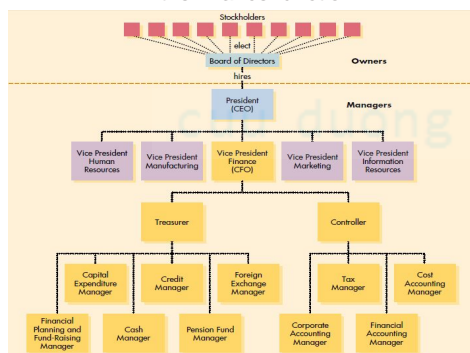 Stockholders
elect
Board of Directors
Owners
hires
President
(CEO)
Managers
cuu duong
Vice President
Human
Resources
Vice President
Manufacturing
Vice President
Finance
(CFO)
Vice President
Marketing
Vice President
Information
Resources
Treasurer
Controller
Capital
Expenditure
Manager
Credit
Manager
Foreign
Exchange
Manager
Tax
Manager
Cost
Accounting
Manager
Financial
Planning and
Fund-Raising
Manager
Cash
Manager
Pension Fund
Manager
Corporate
Accounting
Manager
Financial
Accounting
Manager